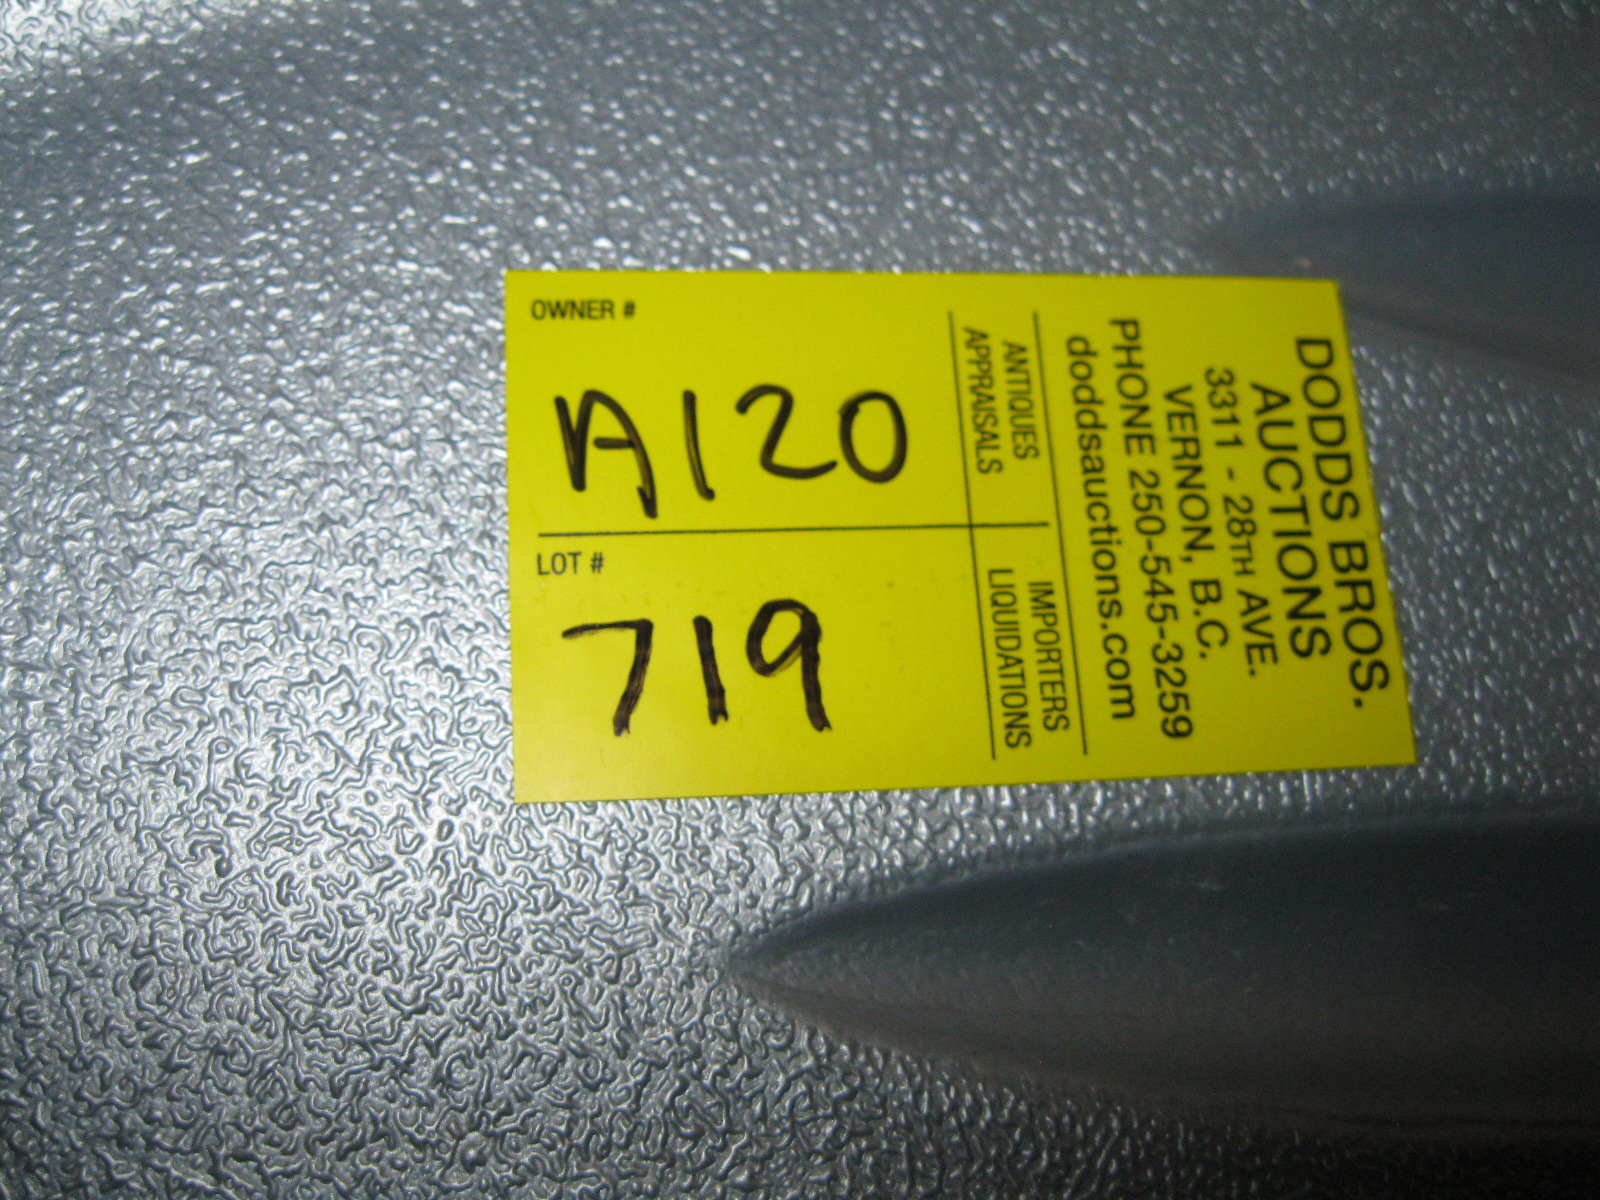 OWNER #
A120
LOT #
719
DODDS BROS.
AUCTIONS
3311 - 28TH AVE.
VERNON, B.C.
PHONE 250-545-3259
doddsauctions.com
ANTIQUES IMPORTERS
APPRAISALS LIQUIDATIONS